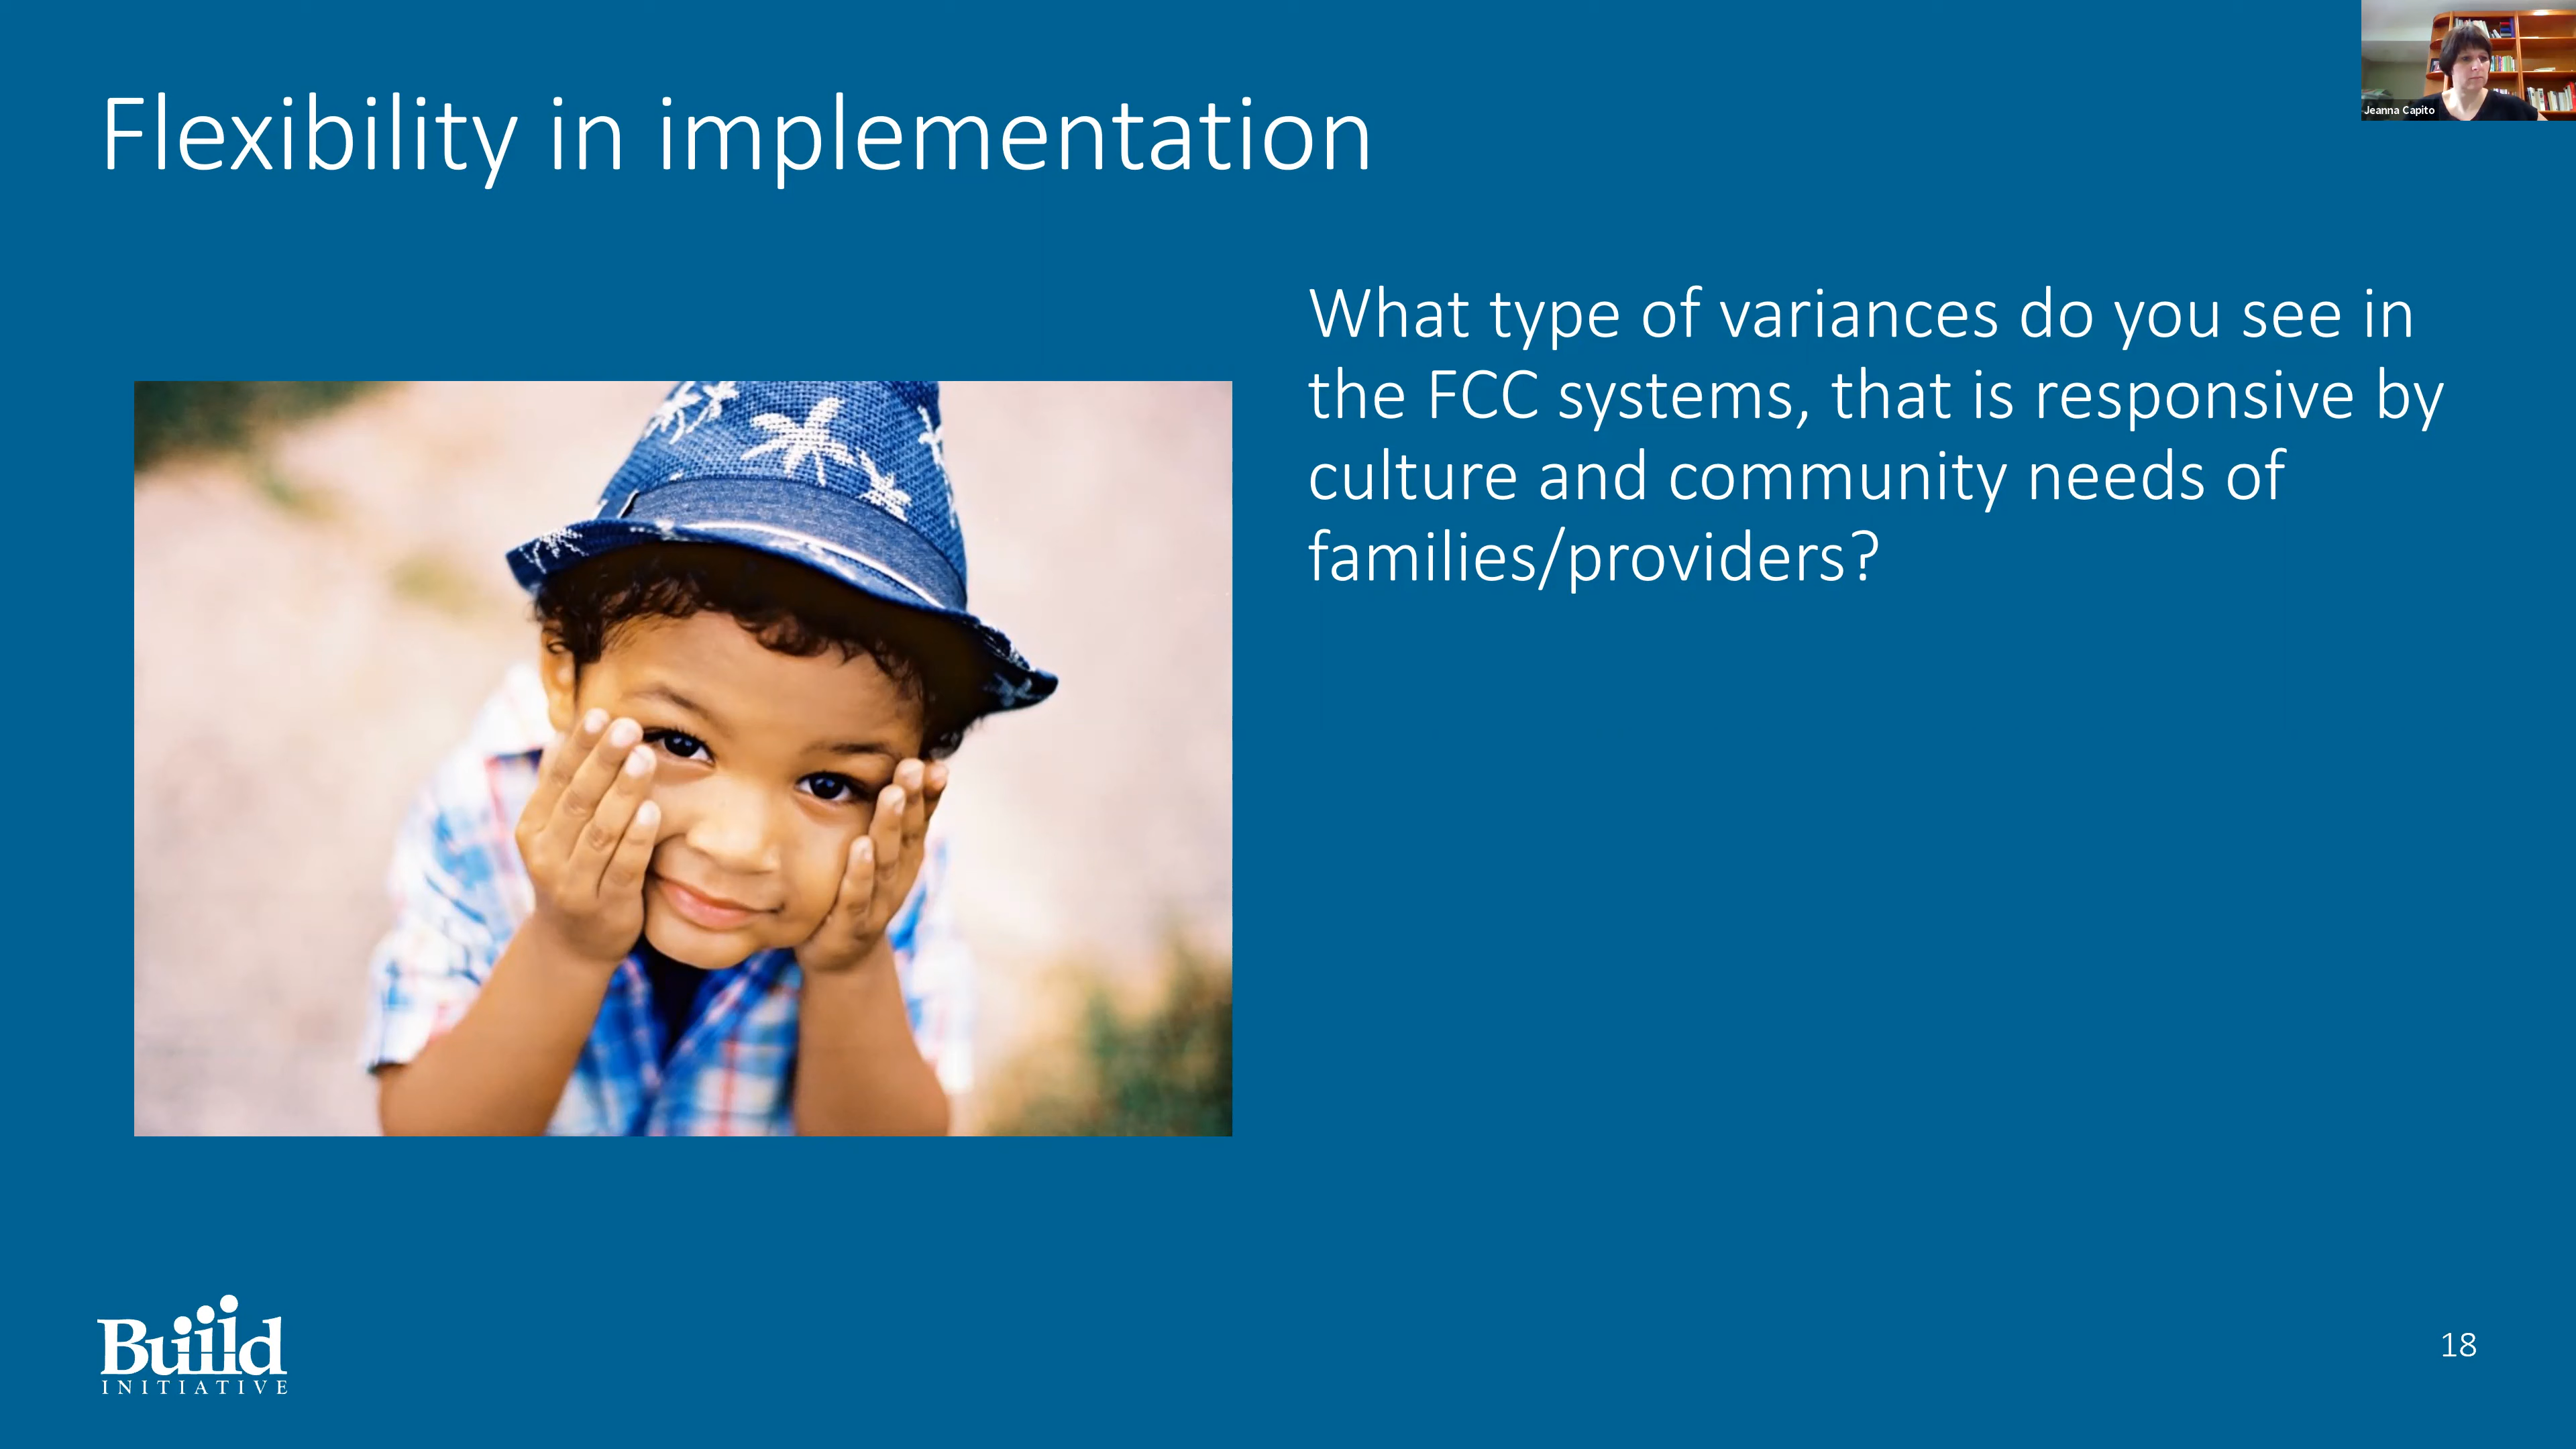 Jeanna Capito
Flexibility in implementation
What type of variances do you see in
the FCC systems, that is responsive by
culture and community needs of
families/providers?
Build
INITIATIVE
18